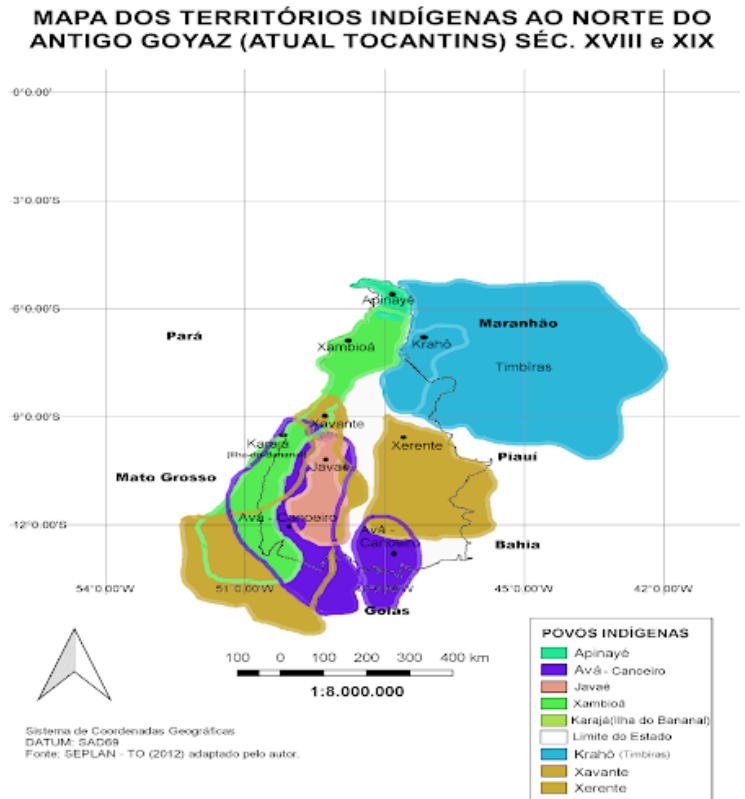 MAPA DOS TERRITÓRIOS INDÍGENAS AO NORTE DO
ANTIGO GOYAZ (ATUAL TOCANTINS) SÉC. XVIII e XIX
0°0.00'
3°0.00'S
6°0.00'S
Apinayé
Maranhão
Pará
Xambioá
Krahô
Timbíras
9°0.00'S
Xavante
Karajá
(Ilha do Bananal)
Xerente
Javaé
Piauí
Mato Grosso
Avá - Canoeiro
12°0.00'S
Avá -
Canoeiro
Bahia
54°0.00'W
51°0.00'W
45°0.00'W
42°0.00'W
Goiás
100 0 100 200 300 400 km
1:8.000.000
POVOS INDÍGENAS
Apinayé
Avá - Canoeiro
Javaé
Xambioá
Karajá(Ilha do Bananal)
Limite do Estado
Krahô (Timbíras)
Xavante
Xerente
Sistema de Coordenadas Geográficas
DATUM: SAD69
Fonte: SEPLAN - TO (2012) adaptado pelo autor.